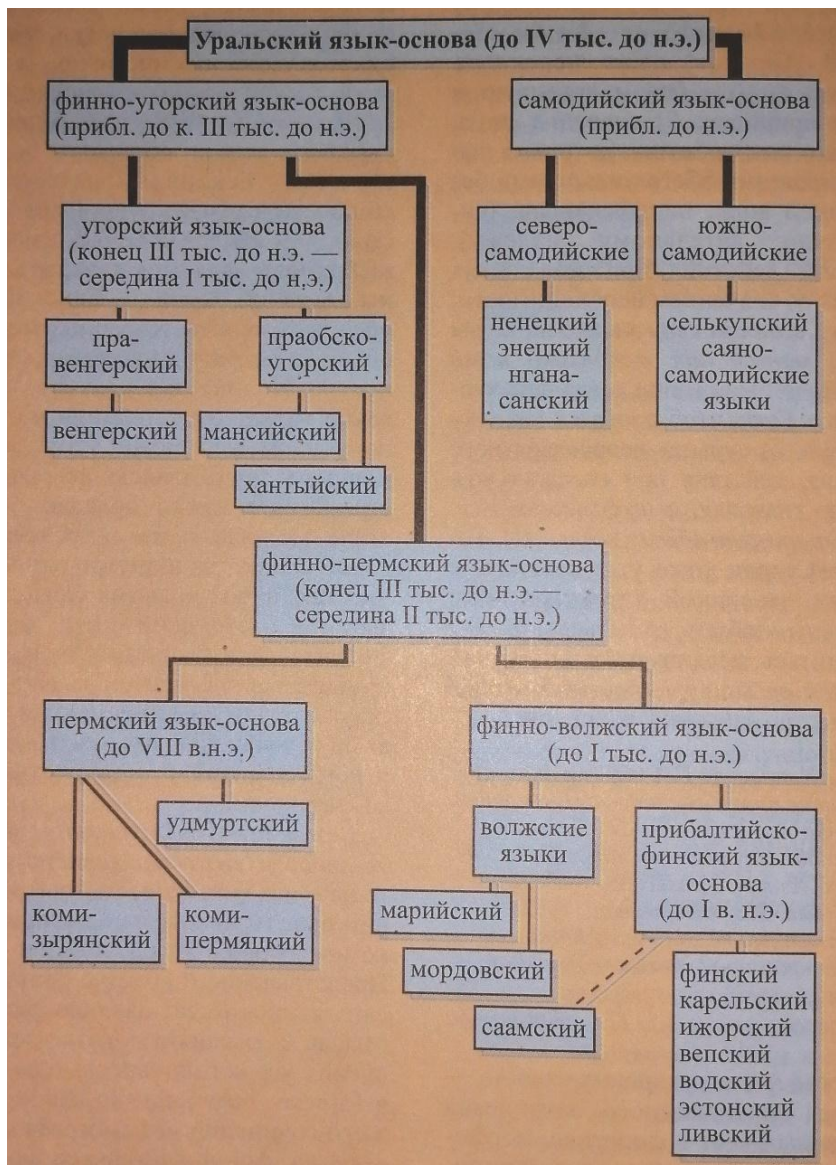 Уральский язык-основа (до IV тыс. до н.э.)
финно-угорский язык-основа
(прибл. до к. III тыс. до н.э.)
самодийский язык-основа
(прибл. до н.э.)
угорский язык-основа
(конец III тыс. до н.э. —
середина I тыс. до н.э.)
северо-
самодийские
южно-
самодийские
пра-
венгерский
праобско-
угорский
ненецкий
энецкий
нгана-
санский
селькупский
саяно-
самодийские
языки
венгерский
мансийский
хантыйский
финно-пермский язык-основа
(конец III тыс. до н.э.—
середина II тыс. до н.э.)
пермский язык-основа
(до VIII в.н.э.)
финно-волжский язык-основа
(до I тыс. до н.э.)
удмуртский
волжские
языки
прибалтийско-
финский язык-
основа
(до I в. н.э.)
коми-
зырянский
коми-
пермяцкий
марийский
мордовский
саамский
финский
карельский
ижорский
вепский
водский
эстонский
ливский